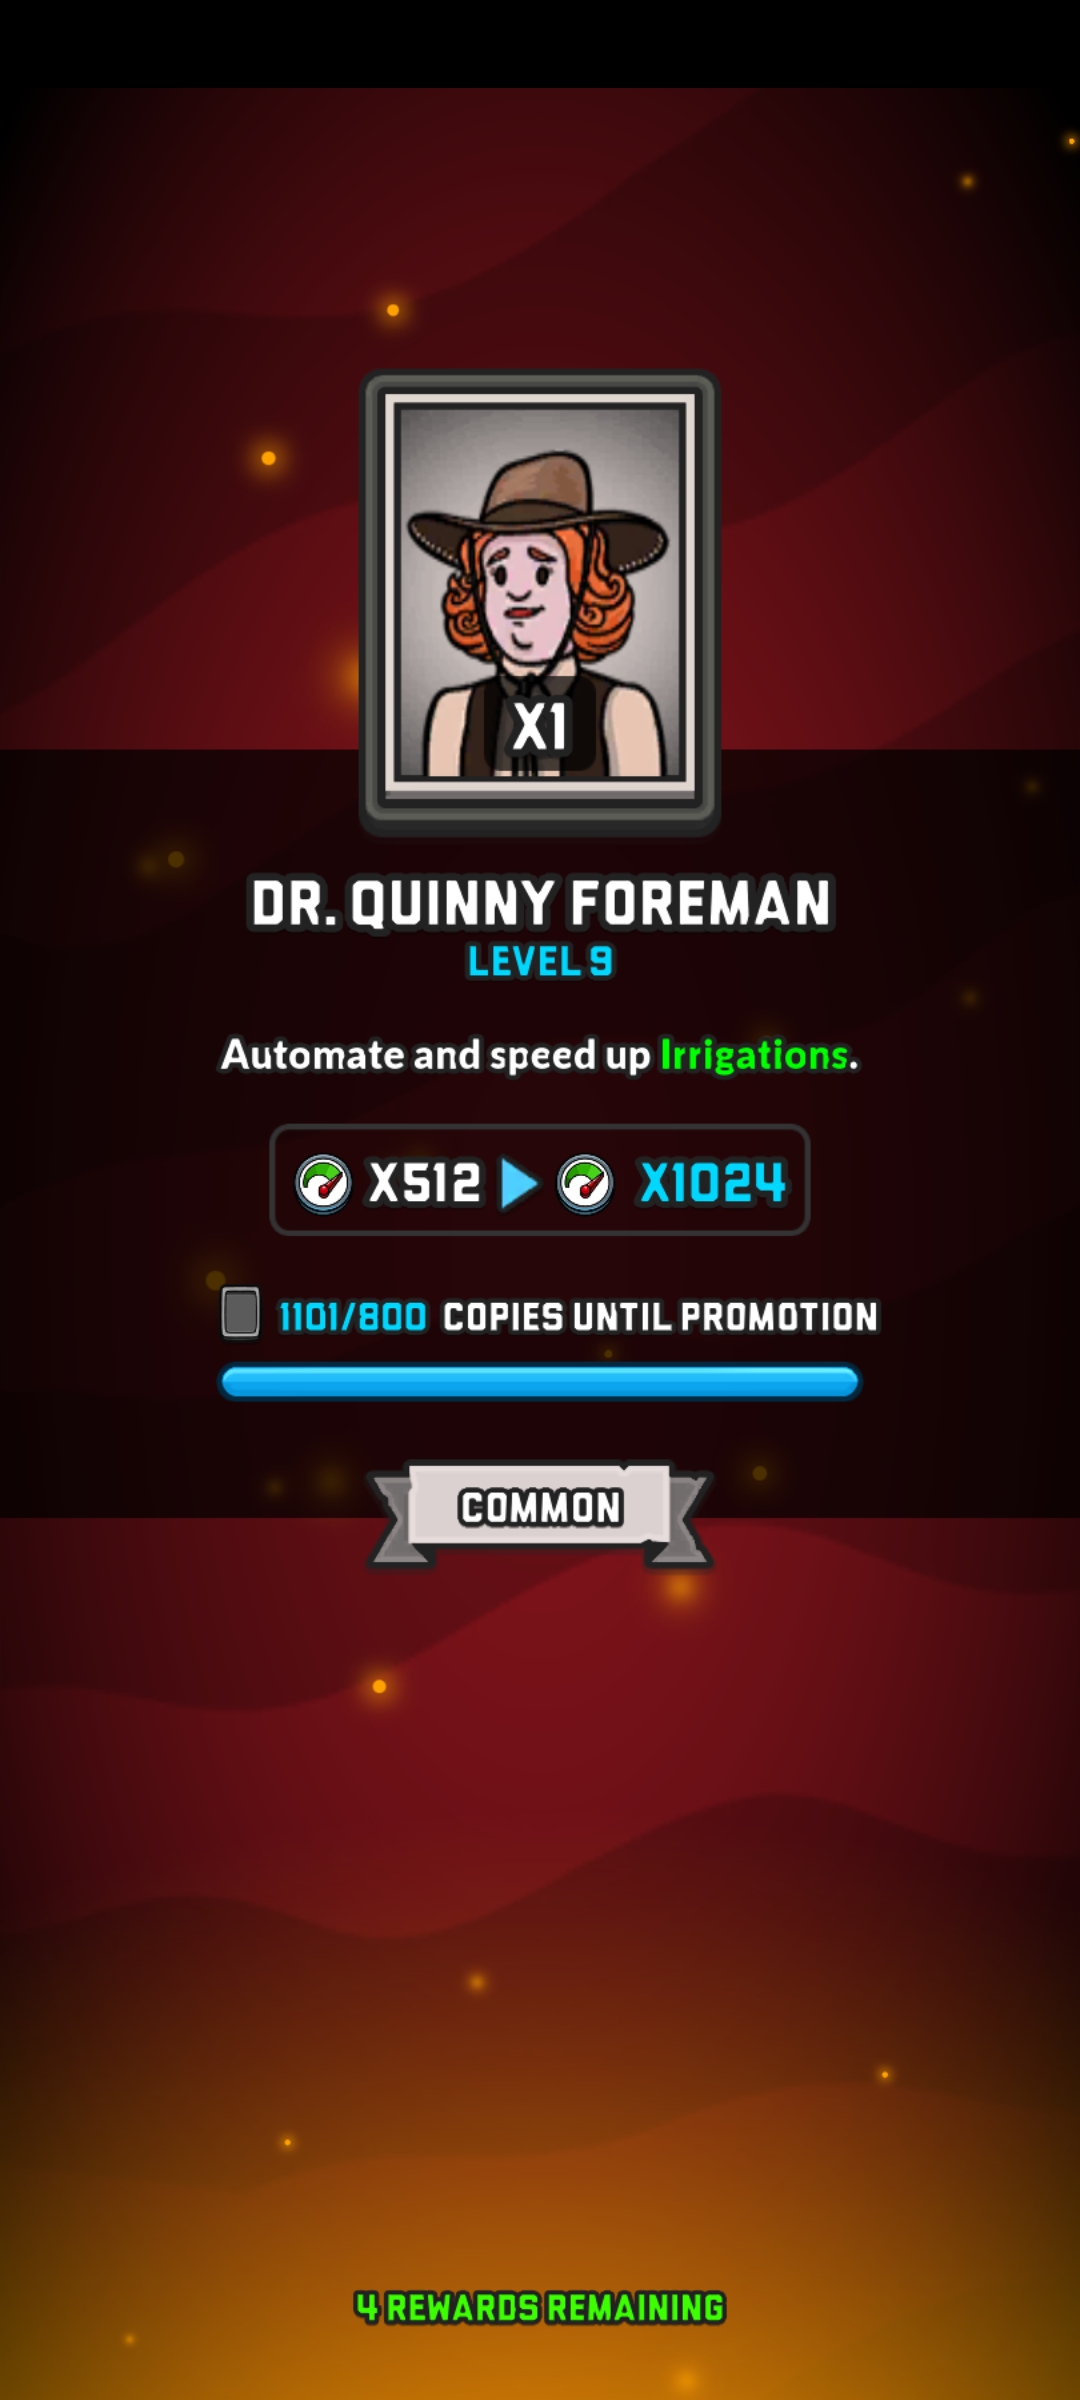 X1
DR. QUINNY FOREMAN
LEVEL 9
Automate and speed up Irrigations.
X512 X1024
1101/800 COPIES UNTIL PROMOTION
COMMON
4 REWARDS REMAINING